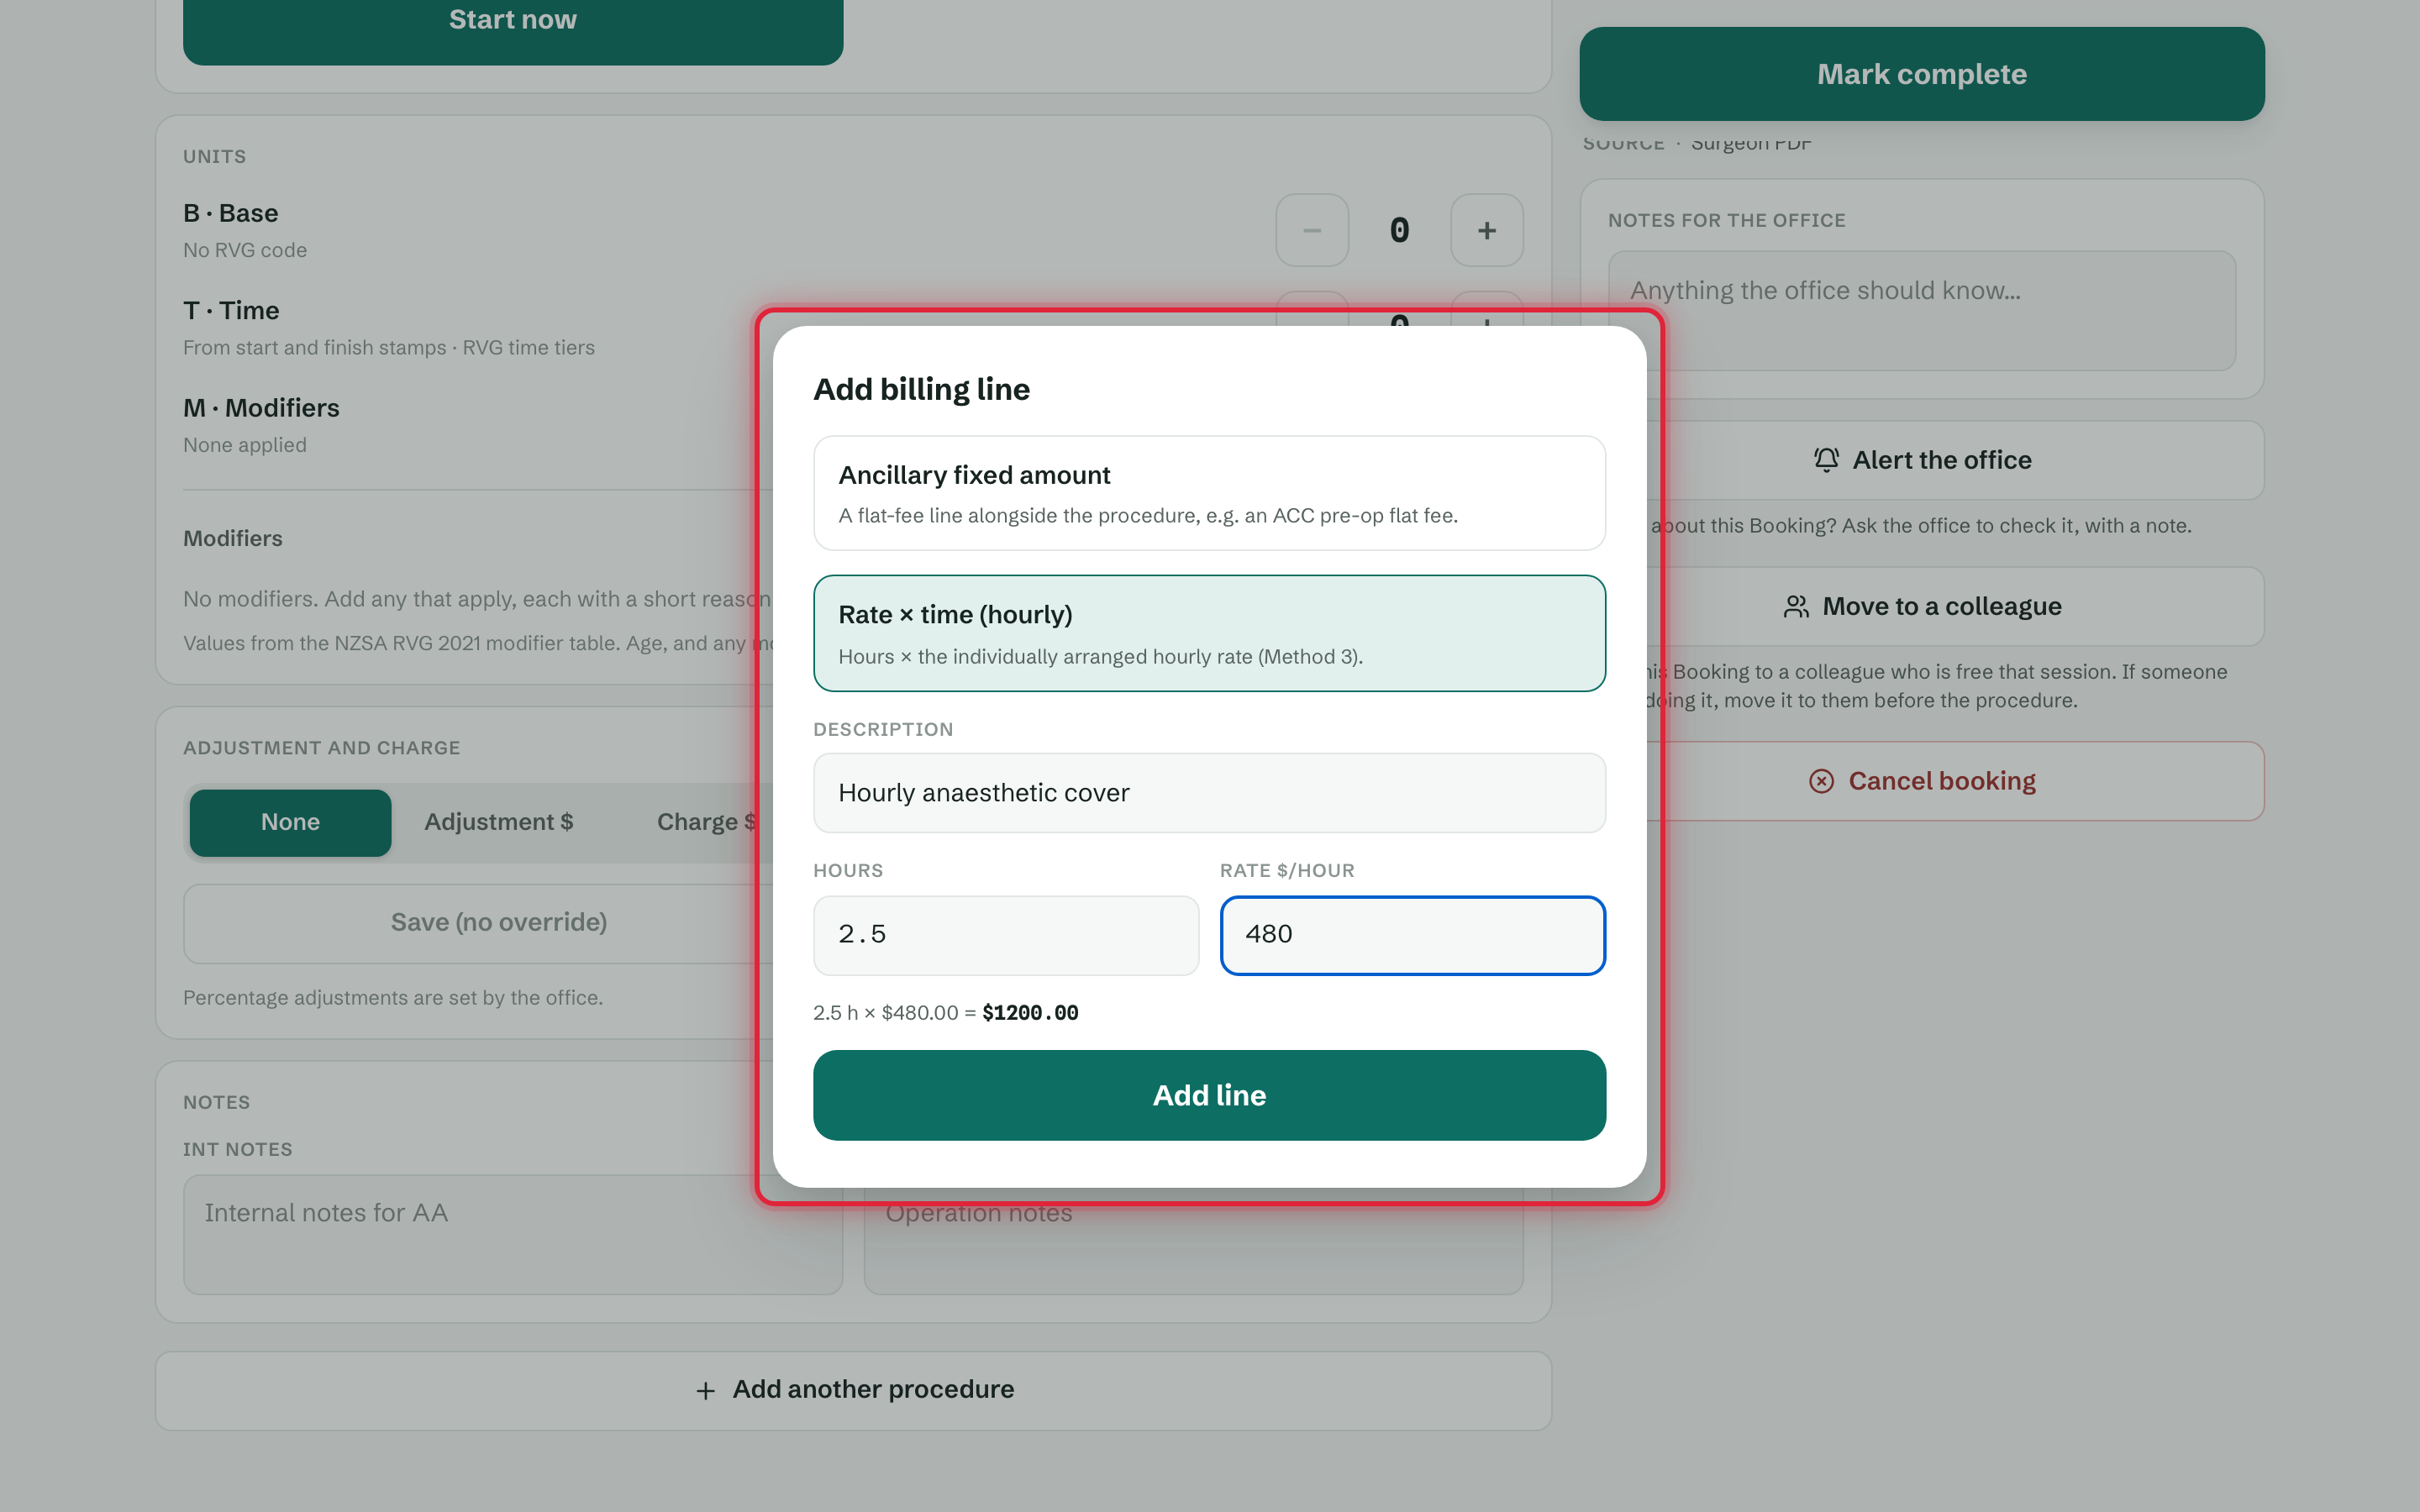 Start now
UNITS
B · Base
No RVG code
0
T · Time
From start and finish stamps · RVG time tiers
0
M · Modifiers
None applied
Modifiers
No modifiers. Add any that apply, each with a short reason
Values from the NZSA RVG 2021 modifier table. Age, and any
ADJUSTMENT AND CHARGE
None
Adjustment $
Charge $
Save (no override)
Percentage adjustments are set by the office.
NOTES
INT NOTES
Internal notes for AA
Operation notes
+ Add another procedure
Add billing line
Ancillary fixed amount
A flat-fee line alongside the procedure, e.g. an ACC pre-op flat fee.
Rate × time (hourly)
Hours × the individually arranged hourly rate (Method 3).
DESCRIPTION
Hourly anaesthetic cover
HOURS
RATE $/HOUR
2.5
480
2.5 h × $480.00 = $1200.00
Add line
Mark complete
SOURCE · Surgeon PDF
NOTES FOR THE OFFICE
Anything the office should know...
Alert the office
about this Booking? Ask the office to check it, with a note.
Move to a colleague
this Booking to a colleague who is free that session. If someone
doing it, move it to them before the procedure.
Cancel booking